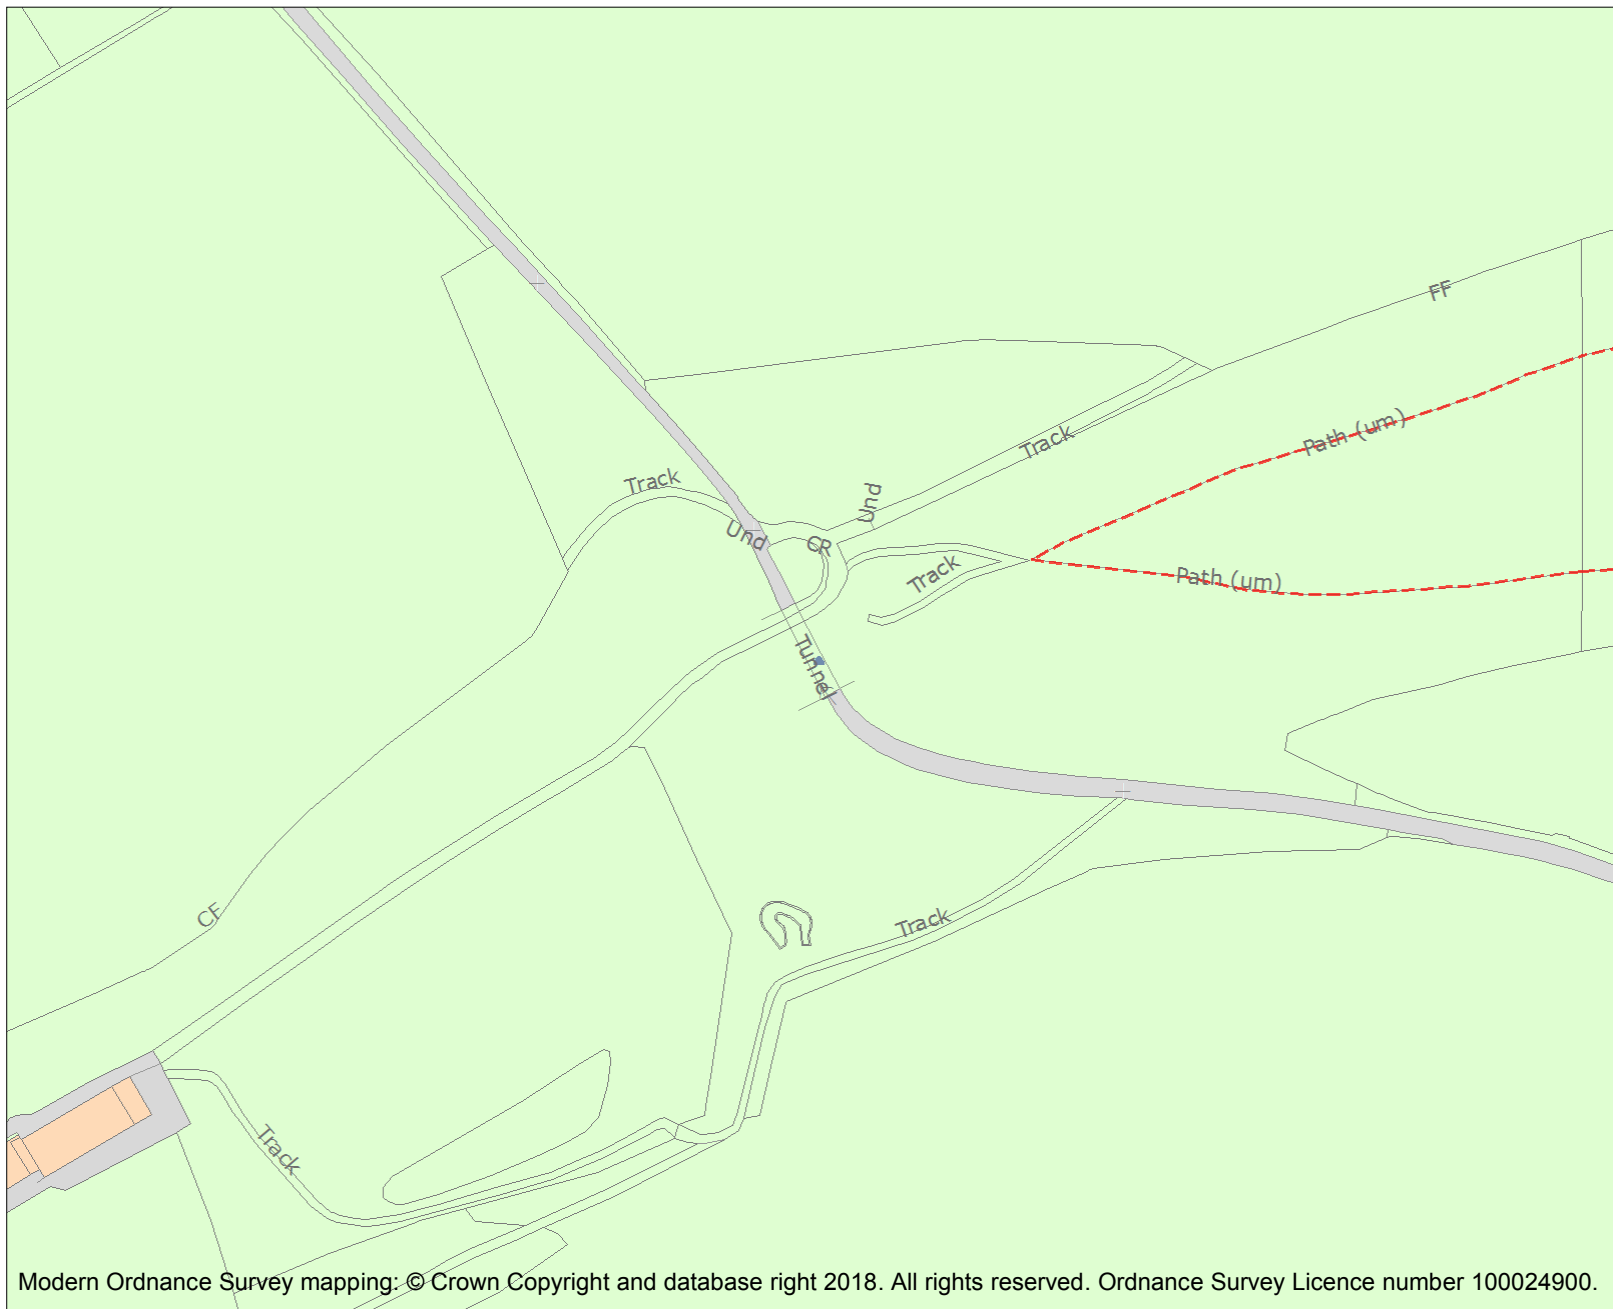 FF
Path (um)
Track
Track
Und
Und
CR
Track
Path (um)
Tunnel
CF
Track
Track
Modern Ordnance Survey mapping: © Crown Copyright and database right 2018. All rights reserved. Ordnance Survey Licence number 100024900.